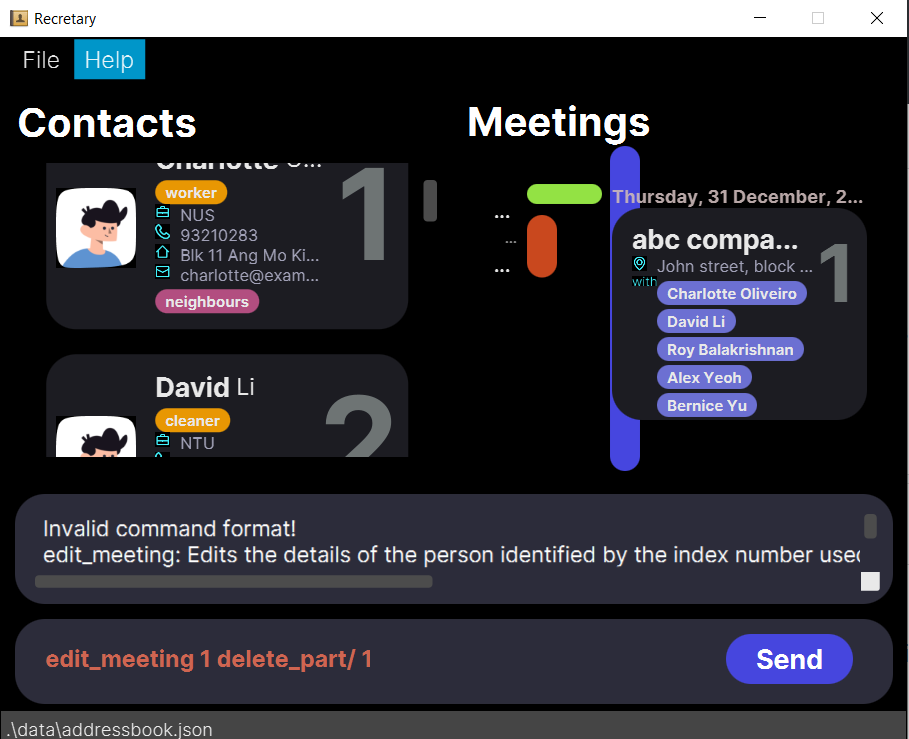 Recretary
File Help
Contacts
Meetings
Charlotte O...
worker
NUS
93210283
Blk 11 Ang Mo Ki...
charlotte@exam...
neighbours
1
David Li
cleaner
NTU
2
...
...
...
Thursday, 31 December, 2...
abc compa...
John street, block ...
with
Charlotte Oliveiro
David Li
Roy Balakrishnan
Alex Yeoh
Bernice Yu
1
Invalid command format!
edit_meeting: Edits the details of the person identified by the index number used
edit_meeting 1 delete_part/ 1
Send
.\data\addressbook.json